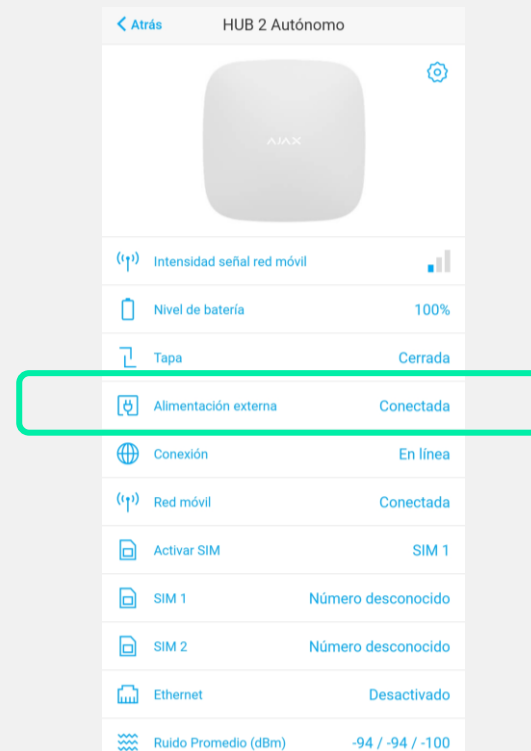 Atrás HUB 2 Autónomo
AJAX
Intensidad señal red móvil
Nivel de batería 100%
Tapa Cerrada
Alimentación externa Conectada
Conexión En línea
Red móvil Conectada
Activar SIM SIM 1
SIM 1 Número desconocido
SIM 2 Número desconocido
Ethernet Desactivado
Ruido Promedio (dBm) -94 / -94 / -100